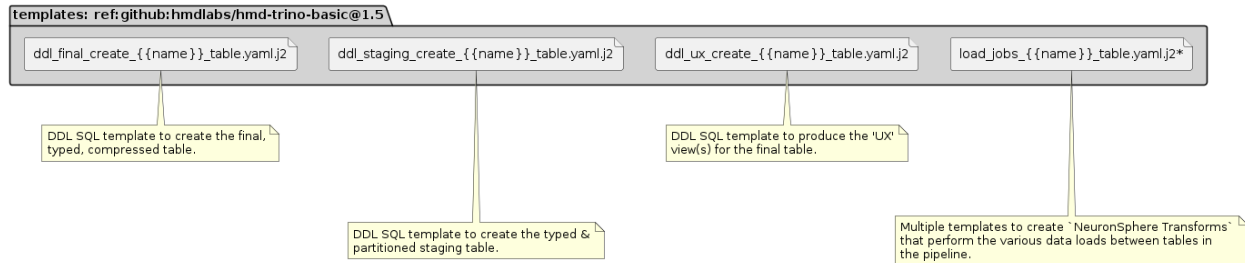 templates: ref:github:hmdlabs/hmd-trino-basic@1.5
ddl_final_create_{{name}}_table.yaml.j2
ddl_staging_create_{{name}}_table.yaml.j2
ddl_ux_create_{{name}}_table.yaml.j2
load_jobs_{{name}}_table.yaml.j2*
DDL SQL template to create the final,
typed, compressed table.
DDL SQL template to produce the 'UX'
view(s) for the final table.
DDL SQL template to create the typed &
partitioned staging table.
Multiple templates to create `NeuronSphere Transforms`
that perform the various data loads between tables in
the pipeline.